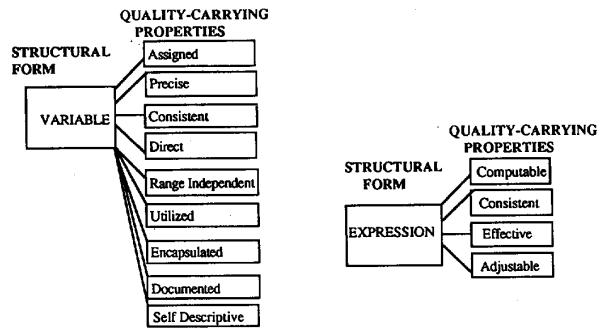 QUALITY-CARRYING
PROPERTIES
STRUCTURAL
FORM
VARIABLE
Assigned
Precise
Consistent
Direct
Range Independent
Utilized
Encapsulated
Documented
Self Descriptive
QUALITY-CARRYING
PROPERTIES
STRUCTURAL
FORM
EXPRESSION
Computable
Consistent
Effective
Adjustable